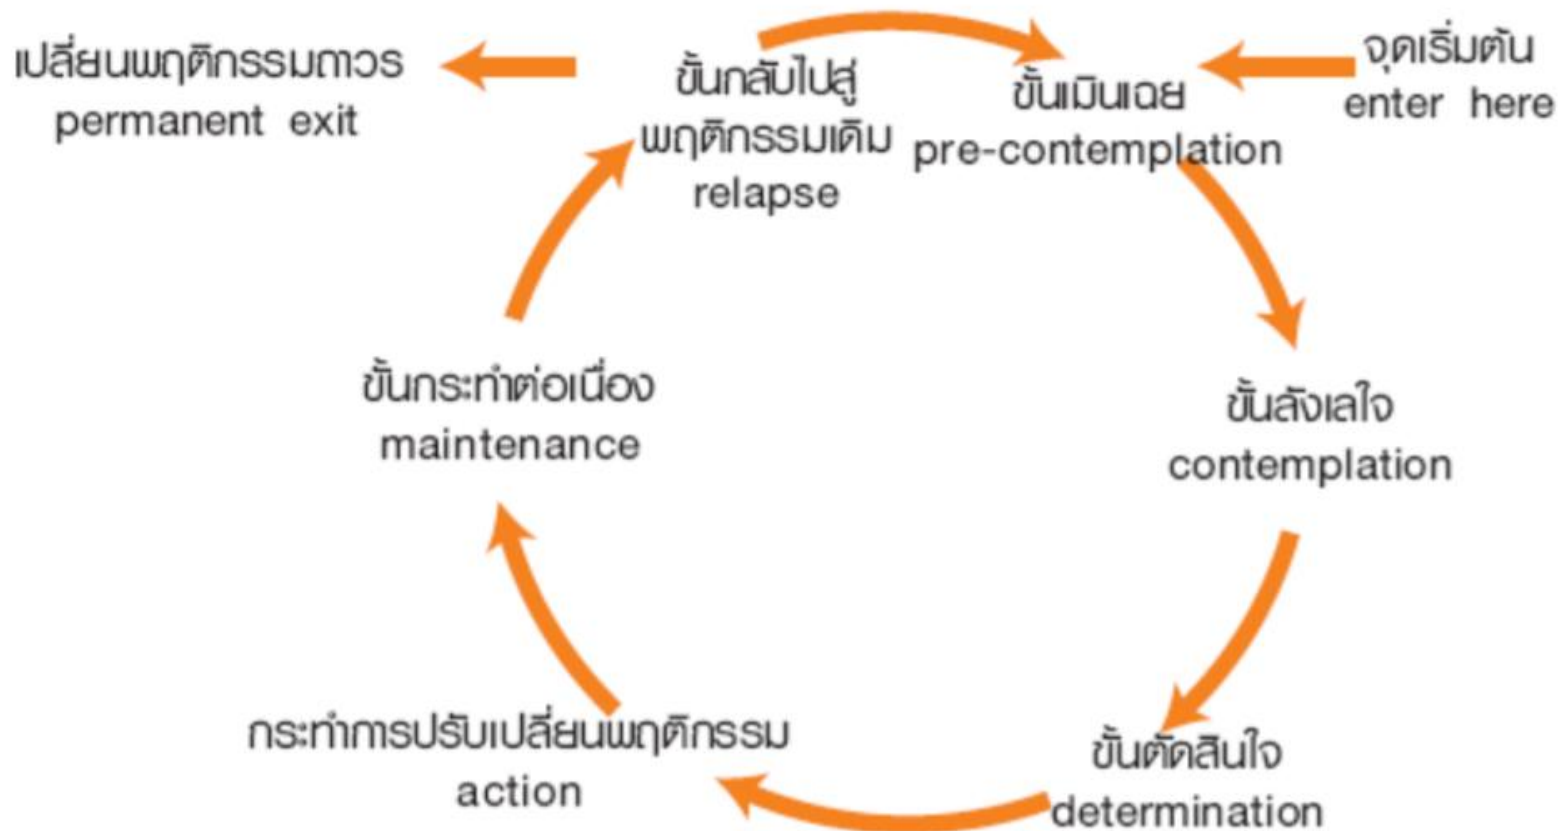 เปลี่ยนพฤติกรรมถาวร
permanent exit
ขั้นกลับไปสู่
พฤติกรรมเดิม
relapse
ขั้นเมินเฉย
pre-contemplation
จุดเริ่มต้น
enter here
ขั้นลังเลใจ
contemplation
ขั้นตัดสินใจ
determination
กระทำการปรับเปลี่ยนพฤติกรรม
action
ขั้นกระทำต่อเนื่อง
maintenance